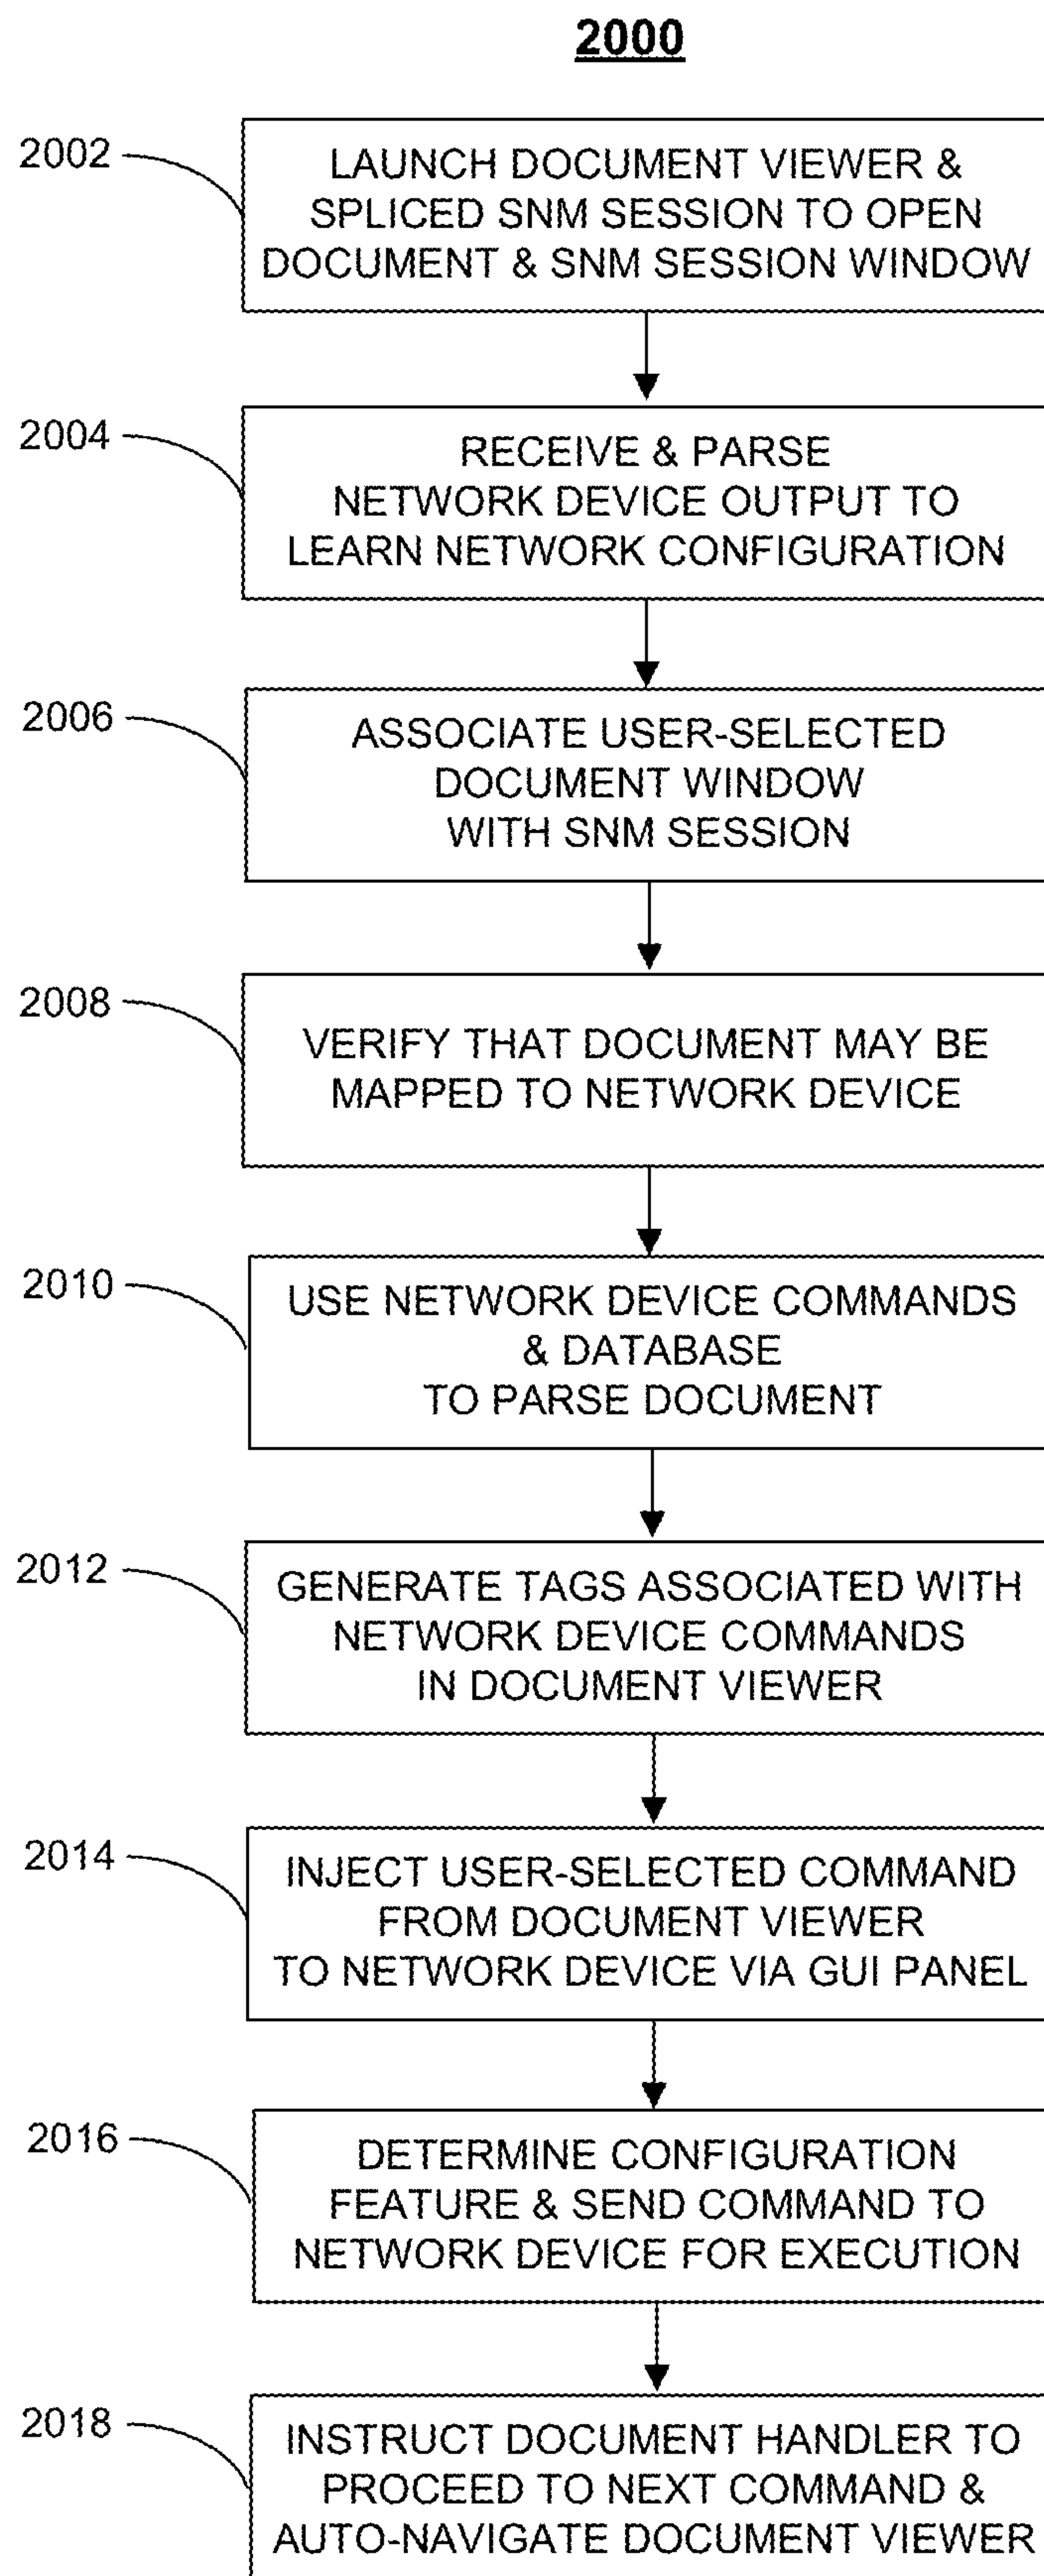 2000
2002
LAUNCH DOCUMENT VIEWER &
SPLICED SNM SESSION TO OPEN
DOCUMENT & SNM SESSION WINDOW
2004
RECEIVE & PARSE
NETWORK DEVICE OUTPUT TO
LEARN NETWORK CONFIGURATION
2006
ASSOCIATE USER-SELECTED
DOCUMENT WINDOW
WITH SNM SESSION
2008
VERIFY THAT DOCUMENT MAY BE
MAPPED TO NETWORK DEVICE
2010
USE NETWORK DEVICE COMMANDS
& DATABASE
TO PARSE DOCUMENT
2012
GENERATE TAGS ASSOCIATED WITH
NETWORK DEVICE COMMANDS
IN DOCUMENT VIEWER
2014
INJECT USER-SELECTED COMMAND
FROM DOCUMENT VIEWER
TO NETWORK DEVICE VIA GUI PANEL
2016
DETERMINE CONFIGURATION
FEATURE & SEND COMMAND TO
NETWORK DEVICE FOR EXECUTION
2018
INSTRUCT DOCUMENT HANDLER TO
PROCEED TO NEXT COMMAND &
AUTO-NAVIGATE DOCUMENT VIEWER